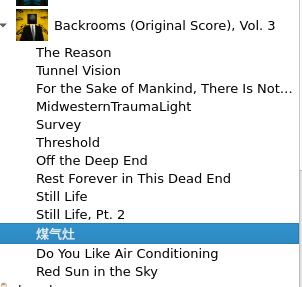 Backrooms (Original Score), Vol. 3
The Reason
Tunnel Vision
For the Sake of Mankind, There Is Not...
MidwesternTraumaLight
Survey
Threshold
Off the Deep End
Rest Forever in This Dead End
Still Life
Still Life, Pt. 2
煤气灶
Do You Like Air Conditioning
Red Sun in the Sky